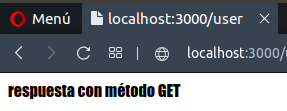 Menú
localhost:3000/user
localhost:3000/
respuesta con método GET